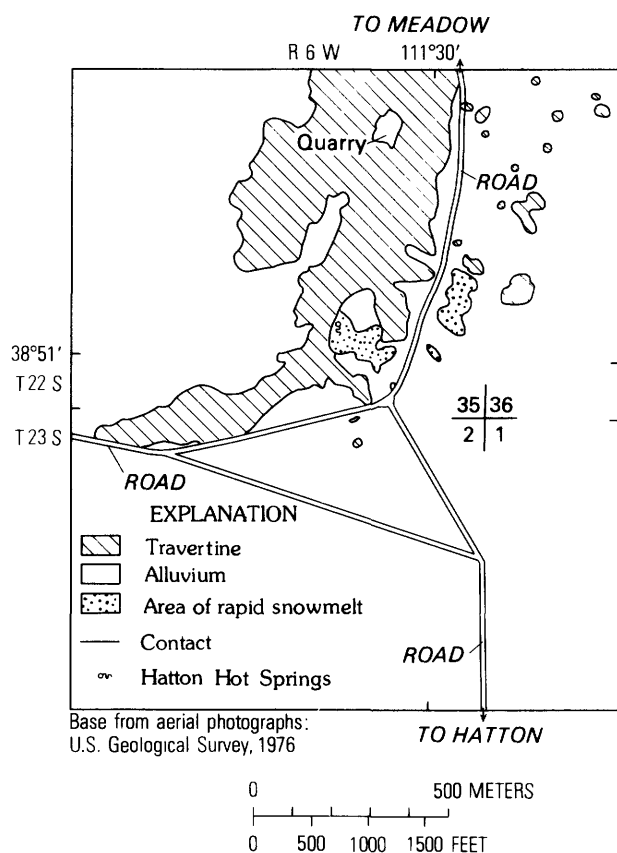 TO MEADOW
R 6 W 111°30′
Quarry
ROAD
38°51′
T 22 S
35 36
2 1
T 23 S
ROAD
EXPLANATION
Travertine
Alluvium
Area of rapid snowmelt
Contact
Hatton Hot Springs
ROAD
Base from aerial photographs:
U.S. Geological Survey, 1976
TO HATTON
0 500 METERS
0 500 1000 1500 FEET